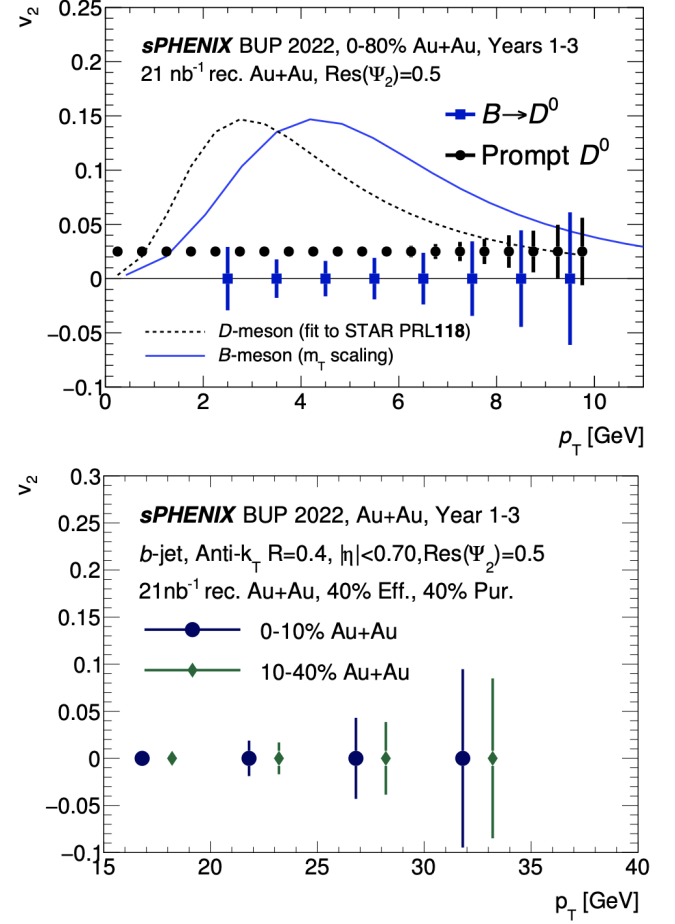 v₂
0.25
sPHENIX BUP 2022, 0-80% Au+Au, Years 1-3
0.2
21 nb⁻¹ rec. Au+Au, Res(Ψ₂)=0.5
0.15
B→D⁰
0.1
Prompt D⁰
0.05
0
−0.05
D-meson (fit to STAR PRL118)
B-meson (m_T scaling)
−0.1
0 2 4 6 8 10
p_T [GeV]
v₂
0.3
sPHENIX BUP 2022, Au+Au, Year 1-3
0.25
b-jet, Anti-k_T R=0.4, |η|<0.70,Res(Ψ₂)=0.5
0.2
21nb⁻¹ rec. Au+Au, 40% Eff., 40% Pur.
0.15
0-10% Au+Au
0.1
10-40% Au+Au
0.05
0
−0.05
−0.1
15 20 25 30 35 40
p_T [GeV]